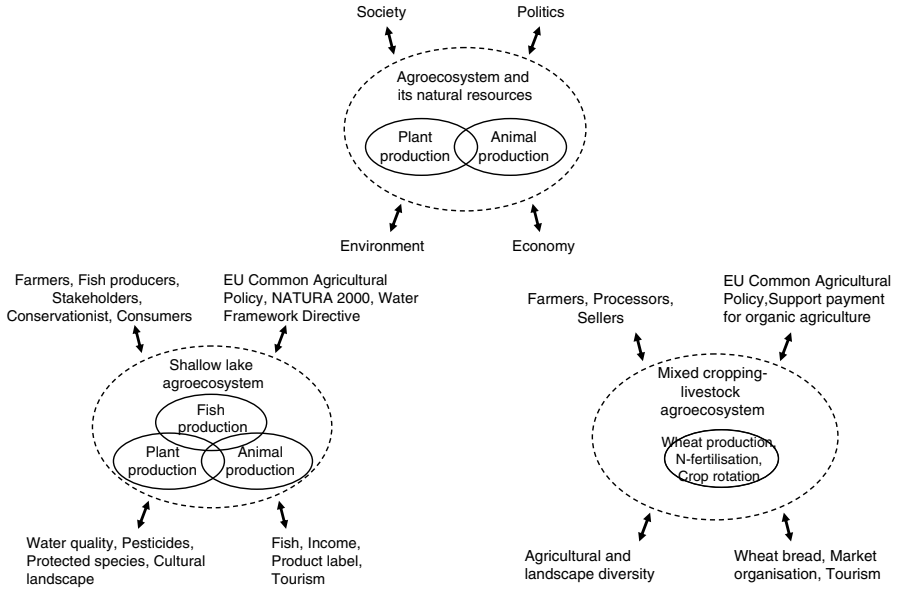 Society
Politics
Agroecosystem and
its natural resources
Plant
production
Animal
production
Environment
Economy
Farmers, Fish producers,
Stakeholders,
Conservationist, Consumers
EU Common Agricultural
Policy, NATURA 2000, Water
Framework Directive
Shallow lake
agroecosystem
Fish
production
Plant
production
Animal
production
Water quality, Pesticides,
Protected species, Cultural
landscape
Fish, Income,
Product label,
Tourism
Farmers, Processors,
Sellers
EU Common Agricultural
Policy,Support payment
for organic agriculture
Mixed cropping-
livestock
agroecosystem
Wheat production,
N-fertilisation,
Crop rotation
Agricultural and
landscape diversity
Wheat bread, Market
organisation, Tourism